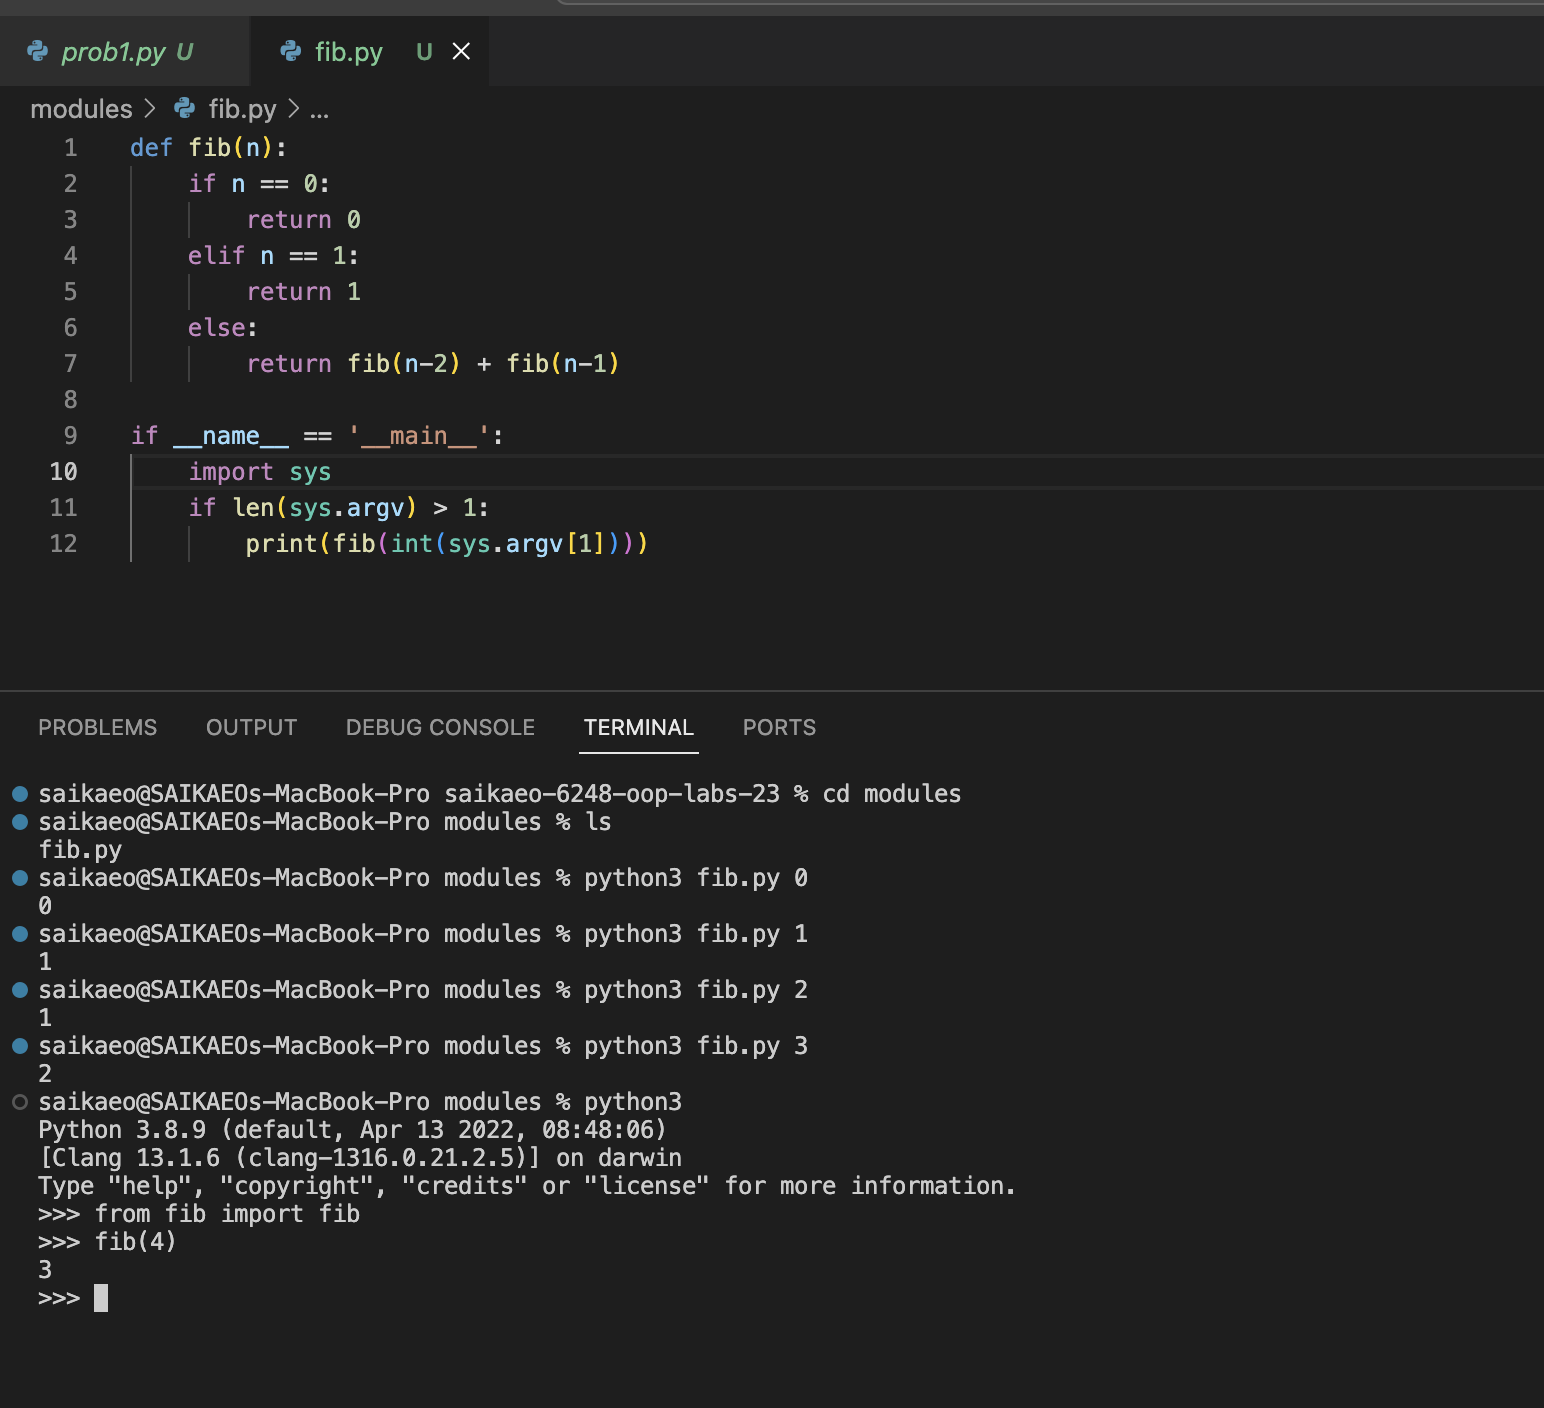 prob1.py U
fib.py U
modules > fib.py > ...
1 def fib(n):
2     if n == 0:
3         return 0
4     elif n == 1:
5         return 1
6     else:
7         return fib(n-2) + fib(n-1)
8
9 if __name__ == '__main__':
10     import sys
11     if len(sys.argv) > 1:
12         print(fib(int(sys.argv[1])))
PROBLEMS OUTPUT DEBUG CONSOLE TERMINAL PORTS
saikaeo@SAIKAEOs-MacBook-Pro saikaeo-6248-oop-labs-23 % cd modules
saikaeo@SAIKAEOs-MacBook-Pro modules % ls
fib.py
saikaeo@SAIKAEOs-MacBook-Pro modules % python3 fib.py 0
0
saikaeo@SAIKAEOs-MacBook-Pro modules % python3 fib.py 1
1
saikaeo@SAIKAEOs-MacBook-Pro modules % python3 fib.py 2
1
saikaeo@SAIKAEOs-MacBook-Pro modules % python3 fib.py 3
2
saikaeo@SAIKAEOs-MacBook-Pro modules % python3
Python 3.8.9 (default, Apr 13 2022, 08:48:06)
[Clang 13.1.6 (clang-1316.0.21.2.5)] on darwin
Type "help", "copyright", "credits" or "license" for more information.
>>> from fib import fib
>>> fib(4)
3
>>>